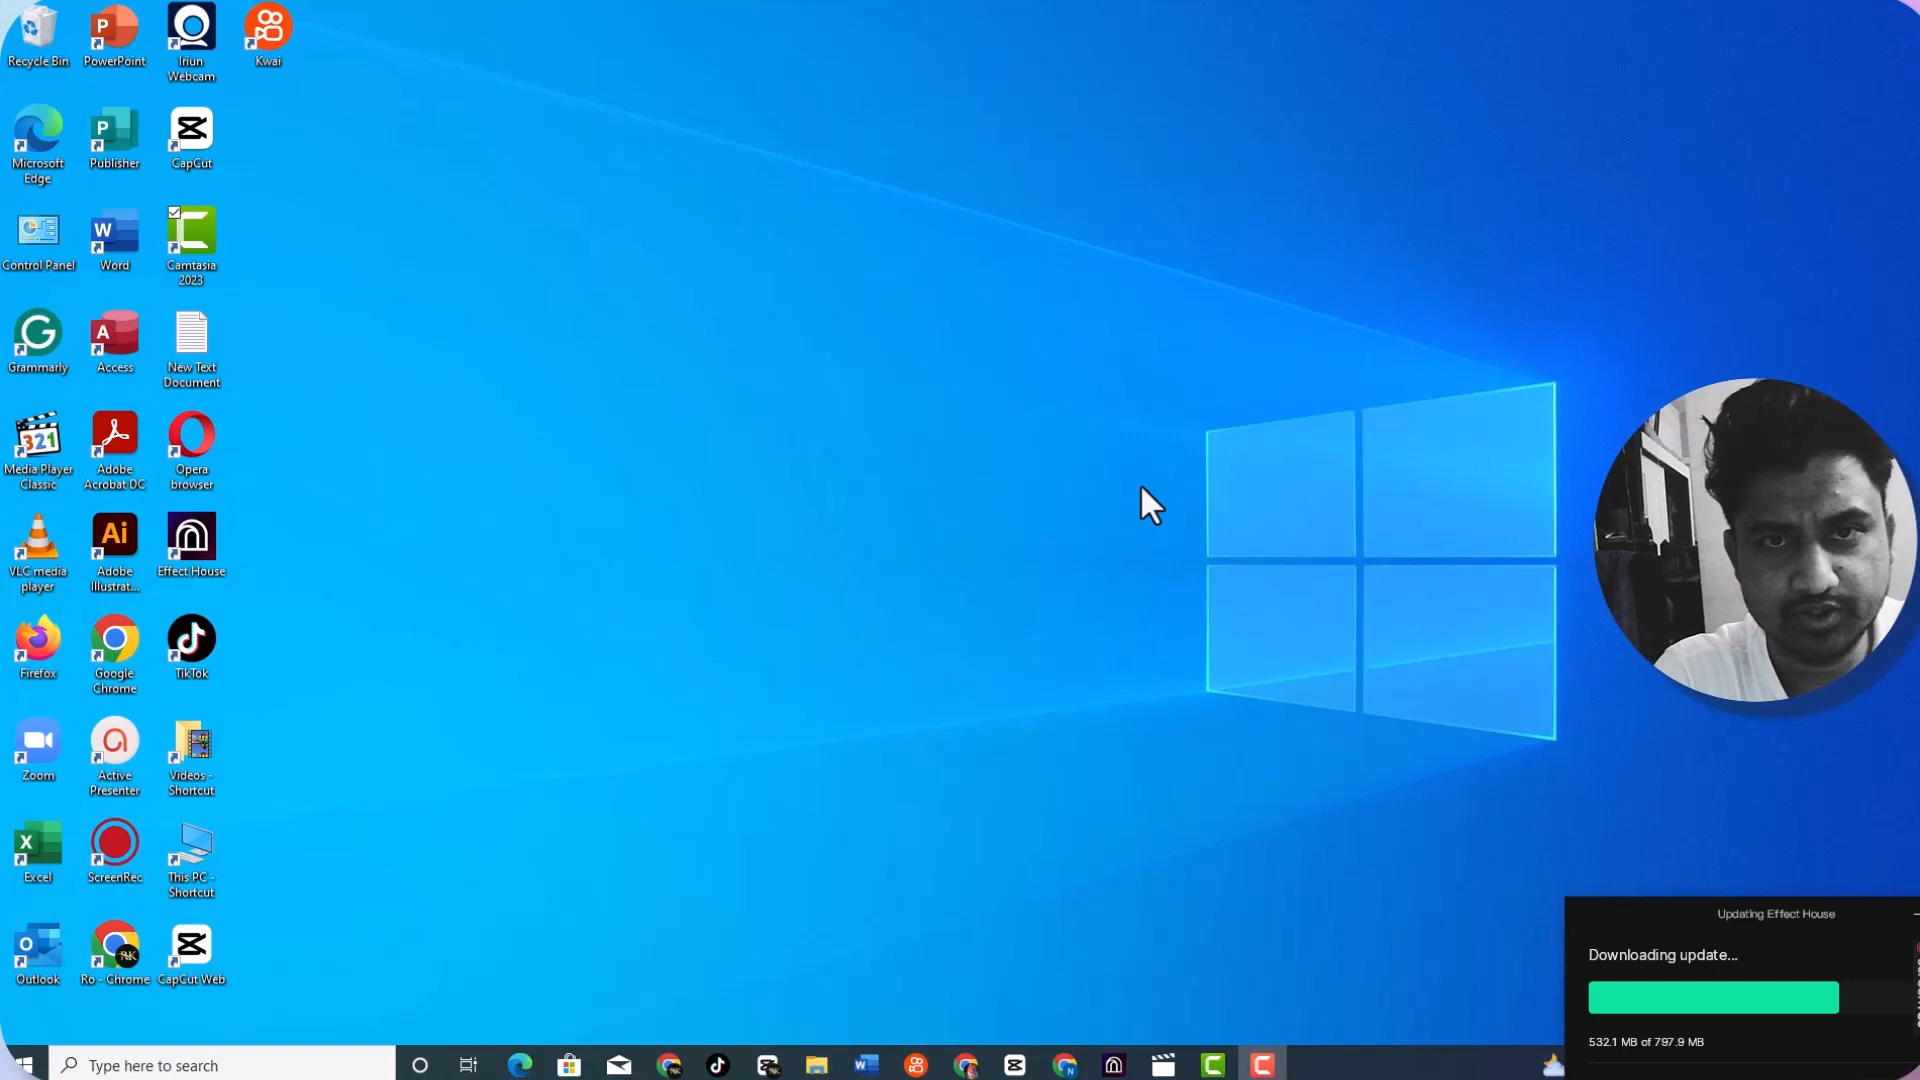 Recycle Bin
PowerPoint
Iriun
Webcam
Kwai
Microsoft
Edge
Publisher
CapCut
Control Panel
Word
Camtasia
2023
Grammarly
Access
New Text
Document
Media Player
Classic
Adobe
Acrobat DC
Opera
browser
VLC media
player
Adobe
Illustrat...
Effect House
Firefox
Google
Chrome
TikTok
Zoom
Active
Presenter
Videos -
Shortcut
Excel
ScreenRec
This PC -
Shortcut
Outlook
Ro - Chrome
CapCut Web
Updating Effect House
Downloading update...
532.1 MB of 797.9 MB
Type here to search